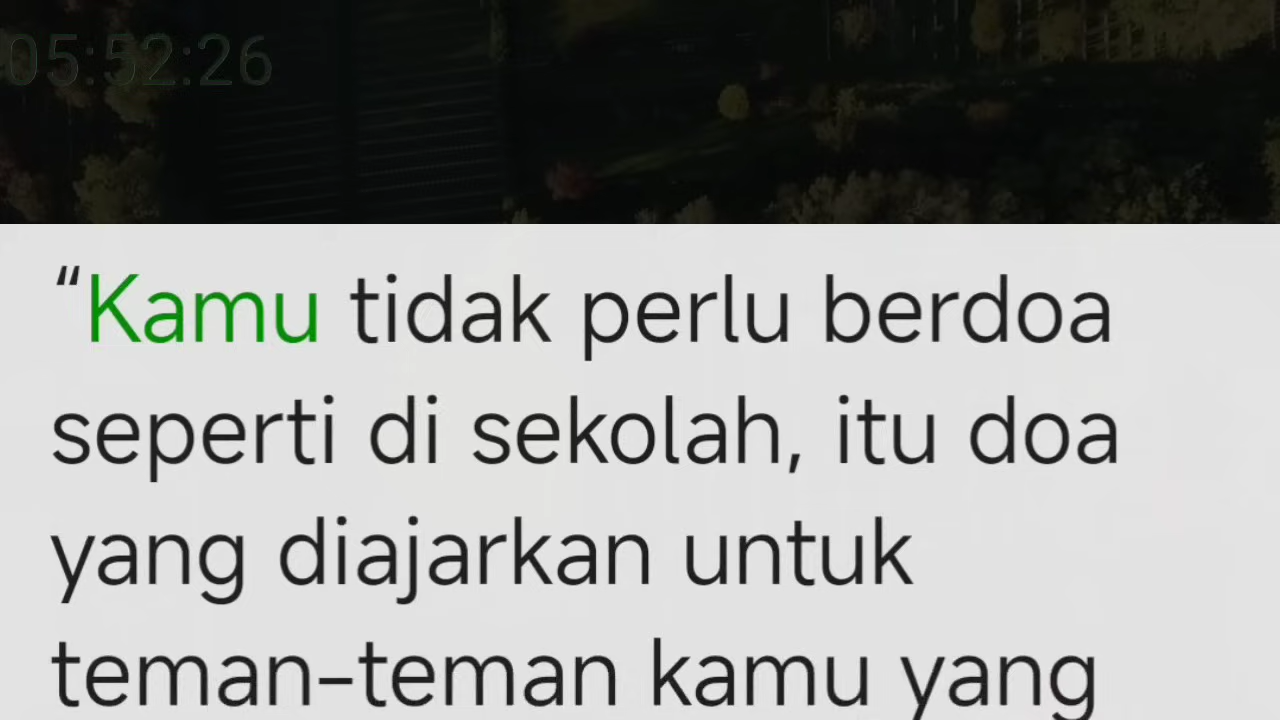 05:52:26
“Kamu tidak perlu berdoa
seperti di sekolah, itu doa
yang diajarkan untuk
teman-teman kamu yang